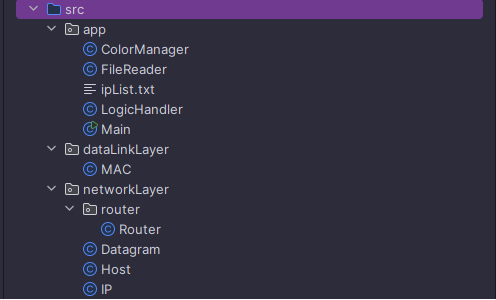 src
app
ColorManager
FileReader
ipList.txt
LogicHandler
Main
dataLinkLayer
MAC
networkLayer
router
Router
Datagram
Host
IP